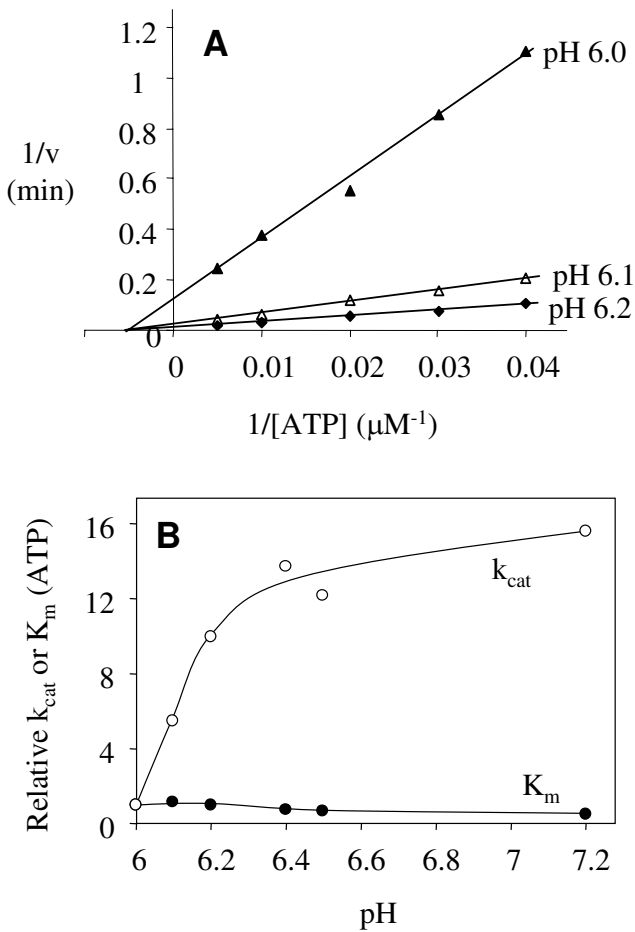 A
1.2
1
0.8
0.6
0.4
0.2
0
1/v
(min)
pH 6.0
pH 6.1
pH 6.2
0 0.01 0.02 0.03 0.04
1/[ATP] (μM⁻¹)
B
16
12
8
4
0
Relative k_cat or K_m (ATP)
k_cat
K_m
6 6.2 6.4 6.6 6.8 7 7.2
pH